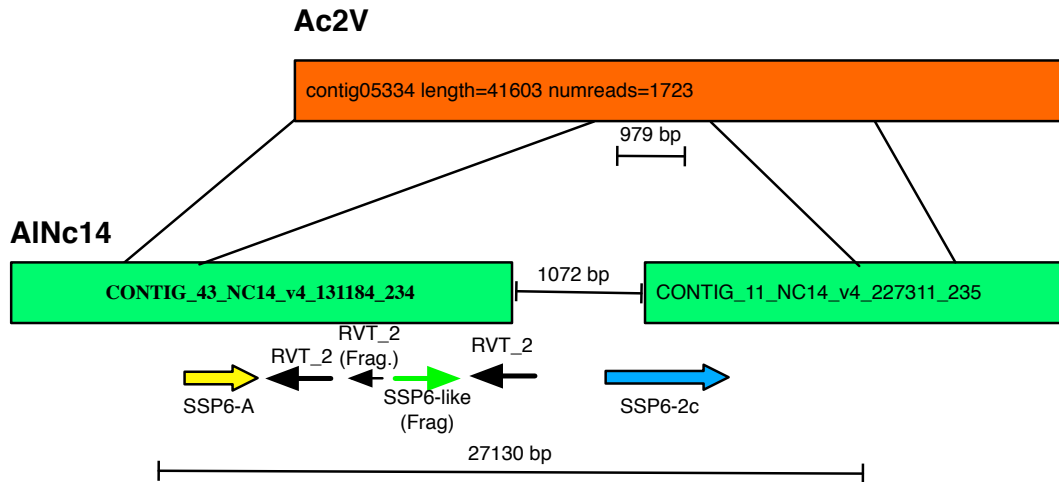 Ac2V
contig05334 length=41603 numreads=1723
979 bp
AlNc14
CONTIG_43_NC14_v4_131184_234
1072 bp
CONTIG_11_NC14_v4_227311_235
RVT_2
RVT_2
(Frag.)
RVT_2
SSP6-A
SSP6-like
(Frag)
SSP6-2c
27130 bp